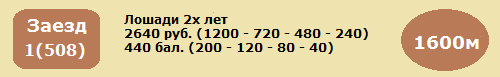 Заезд
1(508)
Лошади 2х лет
2640 руб. (1200 - 720 - 480 - 240)
440 бал. (200 - 120 - 80 - 40)
1600м